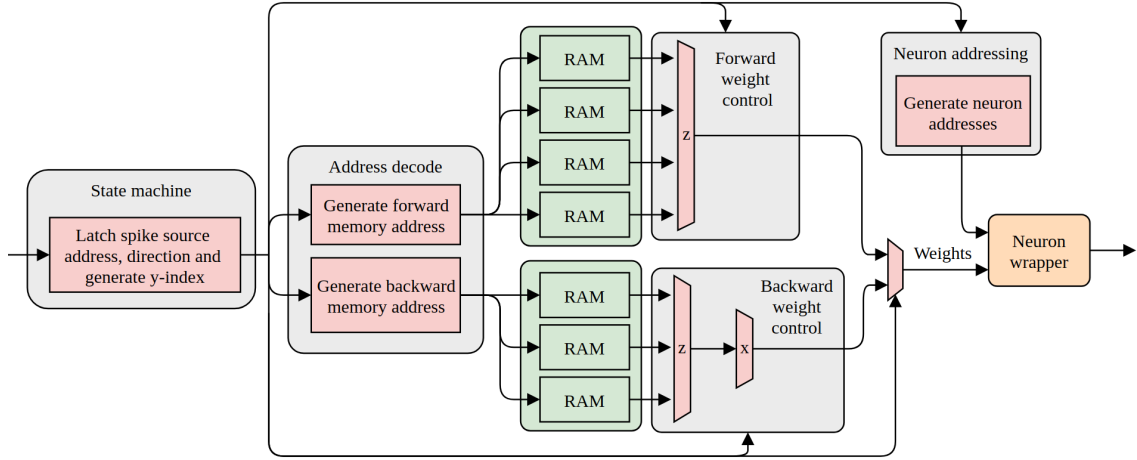 State machine
Latch spike source
address, direction and
generate y-index
Address decode
Generate forward
memory address
Generate backward
memory address
RAM
RAM
RAM
RAM
RAM
RAM
RAM
Forward
weight
control
z
Backward
weight
control
z
x
Neuron addressing
Generate neuron
addresses
Weights
Neuron
wrapper